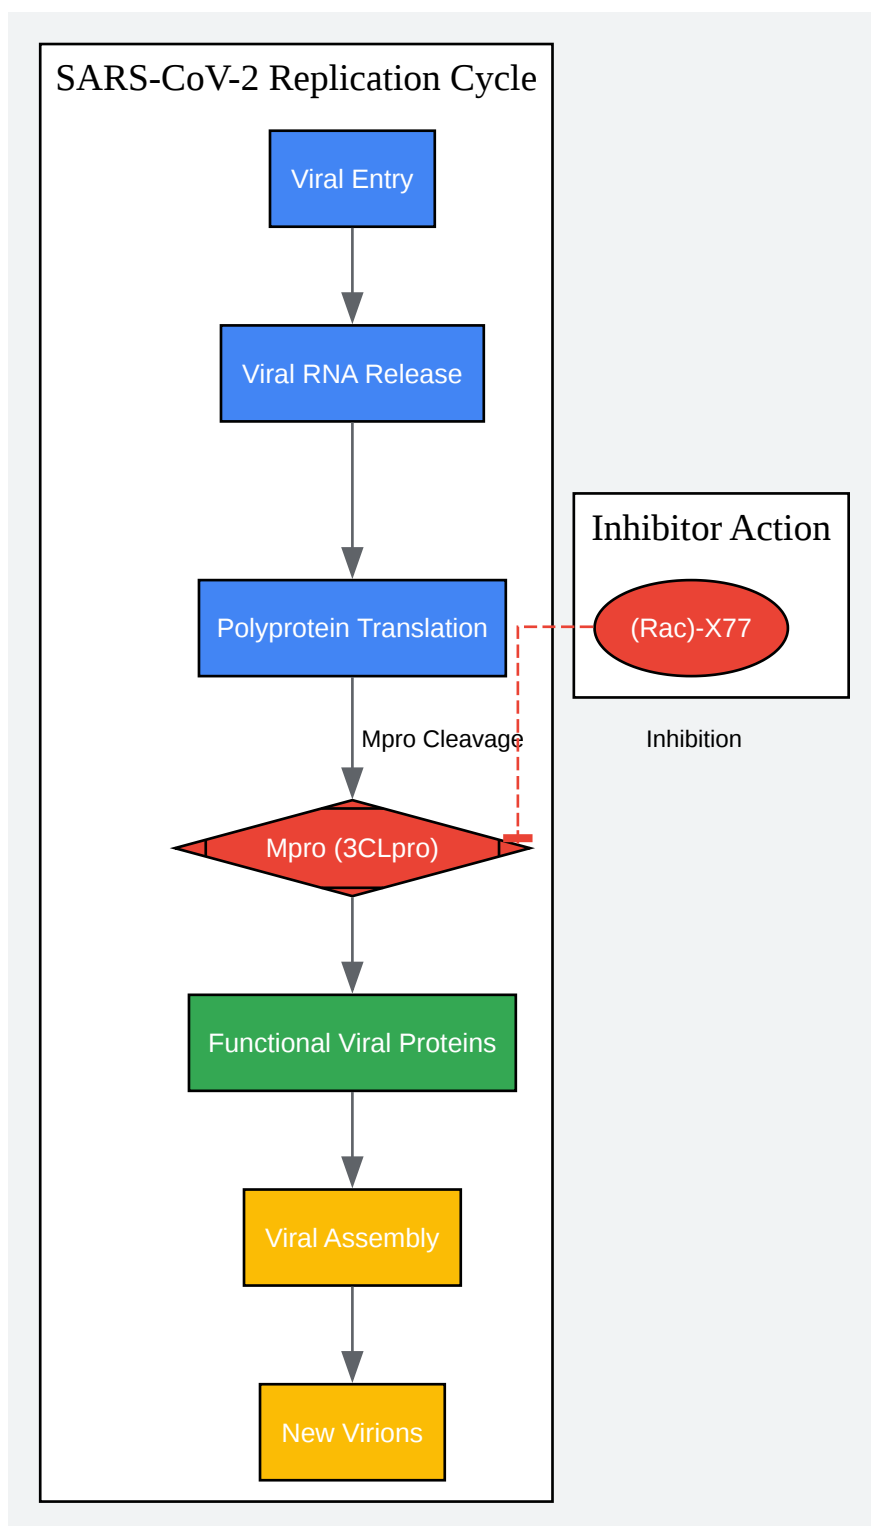 SARS-CoV-2 Replication Cycle
Viral Entry
Viral RNA Release
Inhibitor Action
Polyprotein Translation
(Rac)-X77
Mpro Cleavage
Inhibition
Mpro (3CLpro)
Functional Viral Proteins
Viral Assembly
New Virions